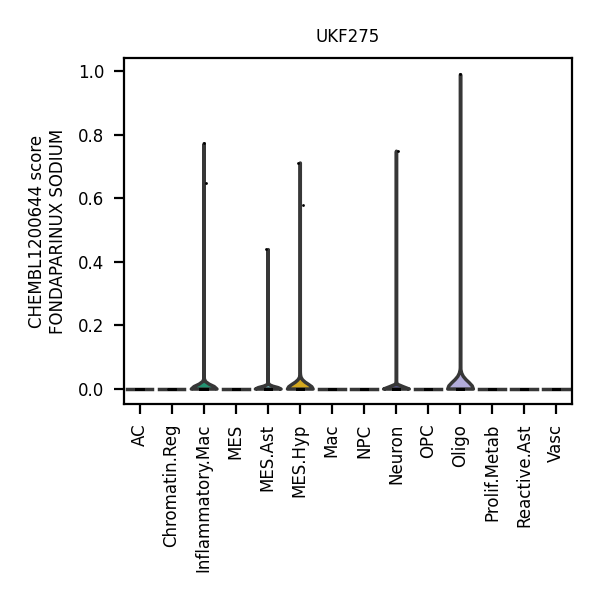 UKF275
CHEMBL1200644 score
FONDAPARINUX SODIUM
1.0
0.8
0.6
0.4
0.2
0.0
AC
Chromatin.Reg
Inflammatory.Mac
MES
MES.Ast
MES.Hyp
Mac
NPC
Neuron
OPC
Oligo
Prolif.Metab
Reactive.Ast
Vasc